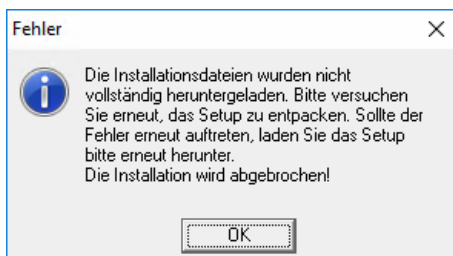 Fehler
Die Installationsdateien wurden nicht
vollständig heruntergeladen. Bitte versuchen
Sie erneut, das Setup zu entpacken. Sollte der
Fehler erneut auftreten, laden Sie das Setup
bitte erneut herunter.
Die Installation wird abgebrochen!
OK